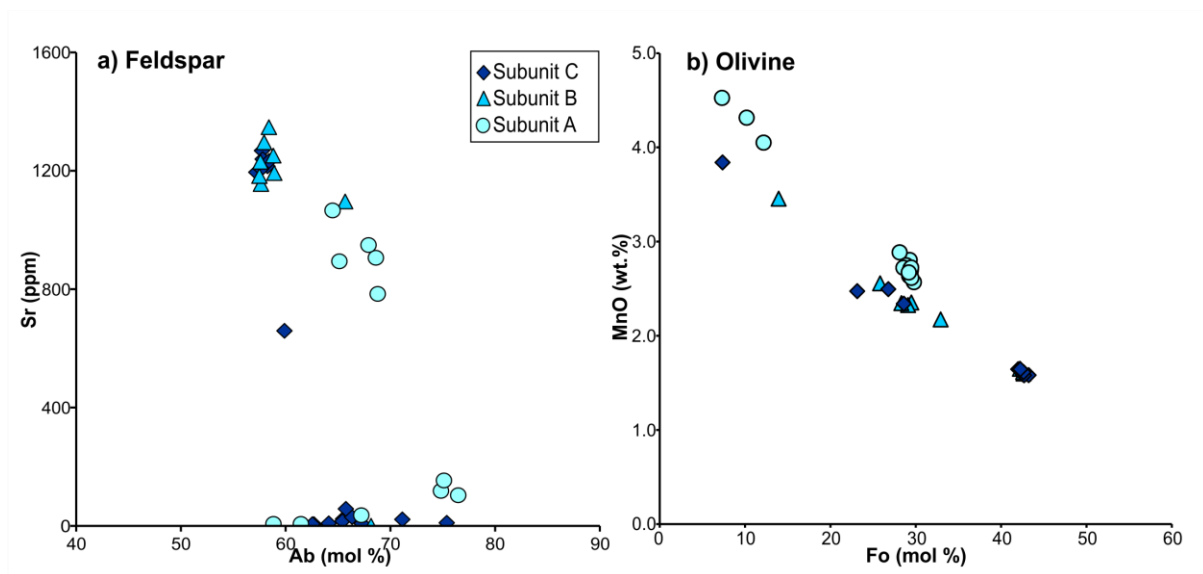 a) Feldspar
Subunit C
Subunit B
Subunit A
1600
1200
800
400
0
Sr (ppm)
40
50
60
70
80
90
Ab (mol %)
b) Olivine
5.0
4.0
3.0
2.0
1.0
0.0
MnO (wt.%)
0
10
20
30
40
50
60
Fo (mol %)